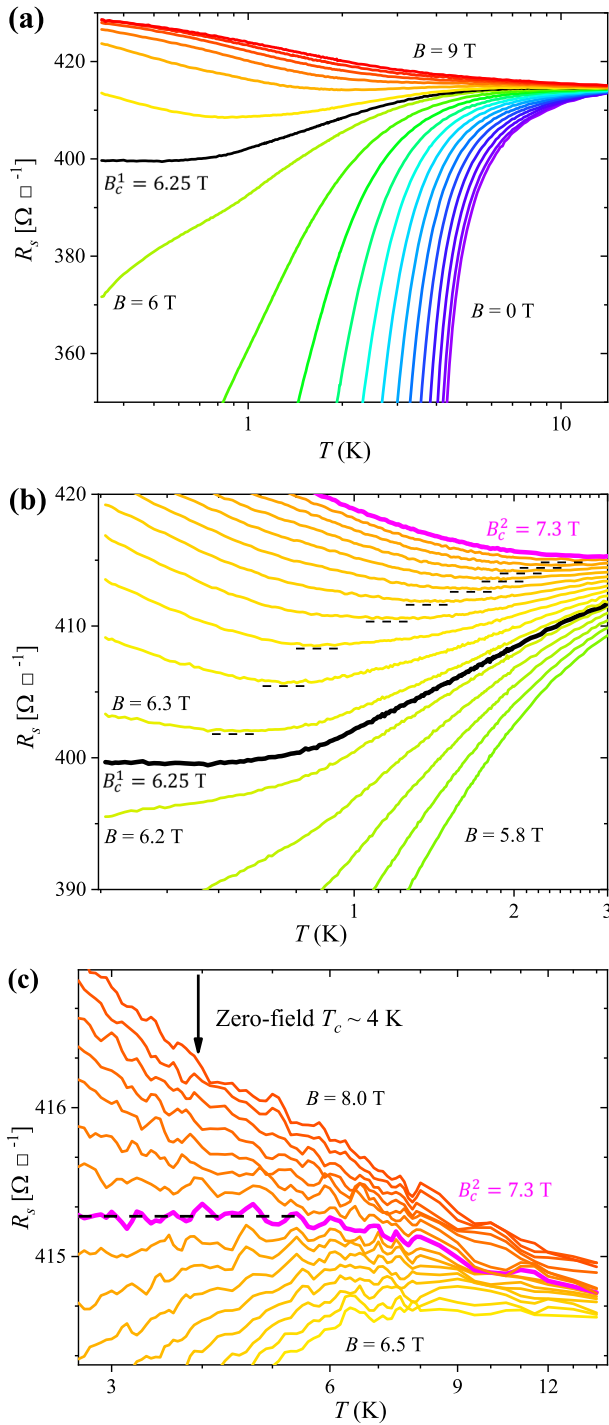 (a)
420
400
380
360
R_s [Ω □⁻¹]
B = 9 T
B_c^1 = 6.25 T
B = 6 T
B = 0 T
1
10
T (K)
(b)
420
410
400
390
R_s [Ω □⁻¹]
B_c^2 = 7.3 T
B = 6.3 T
B_c^1 = 6.25 T
B = 6.2 T
B = 5.8 T
1
2
3
T (K)
(c)
416
415
R_s [Ω □⁻¹]
Zero-field T_c ~ 4 K
B = 8.0 T
B_c^2 = 7.3 T
B = 6.5 T
3
6
9
12
T (K)